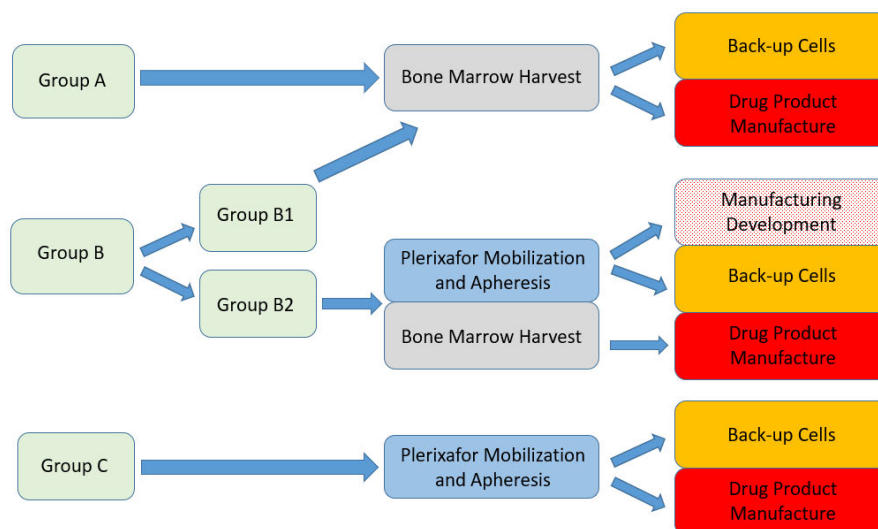 Group A
Bone Marrow Harvest
Back-up Cells
Drug Product
Manufacture
Group B
Group B1
Group B2
Plerixafor Mobilization
and Apheresis
Bone Marrow Harvest
Manufacturing
Development
Back-up Cells
Drug Product
Manufacture
Group C
Plerixafor Mobilization
and Apheresis
Back-up Cells
Drug Product
Manufacture